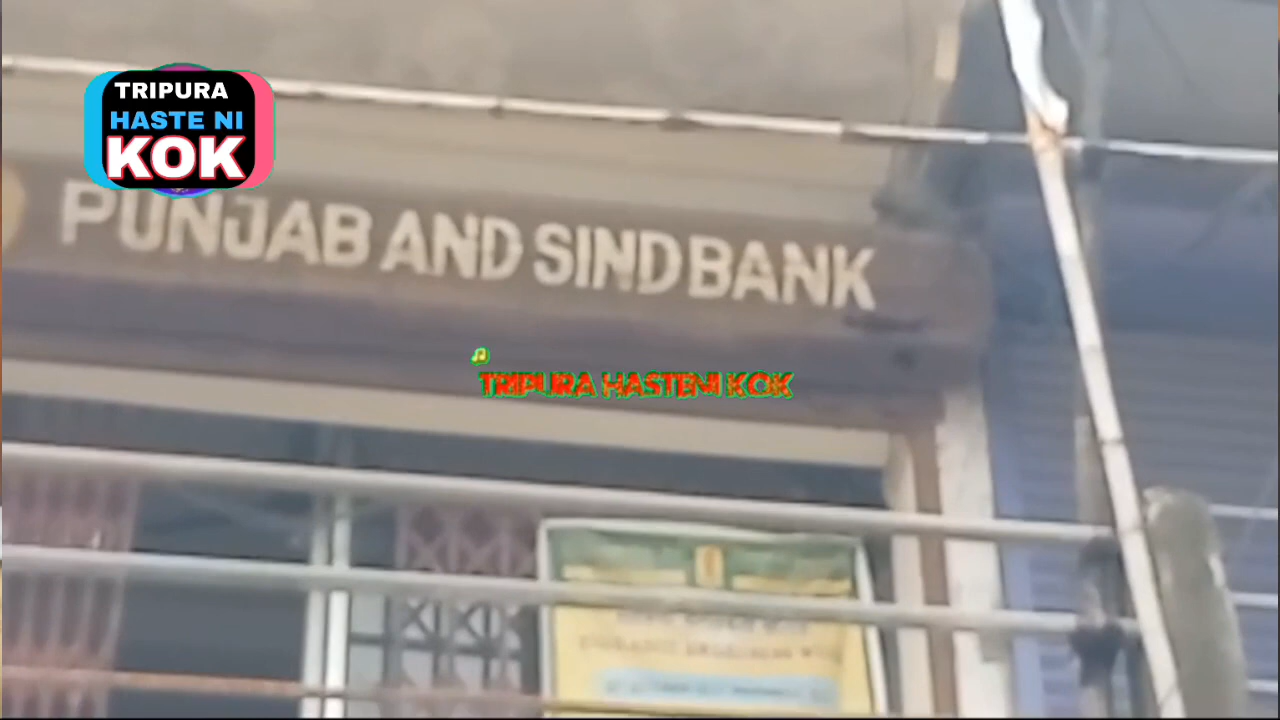 TRIPURA
HASTE NI
KOK
PUNJAB AND SIND BANK
TRIPURA HASTENI KOK